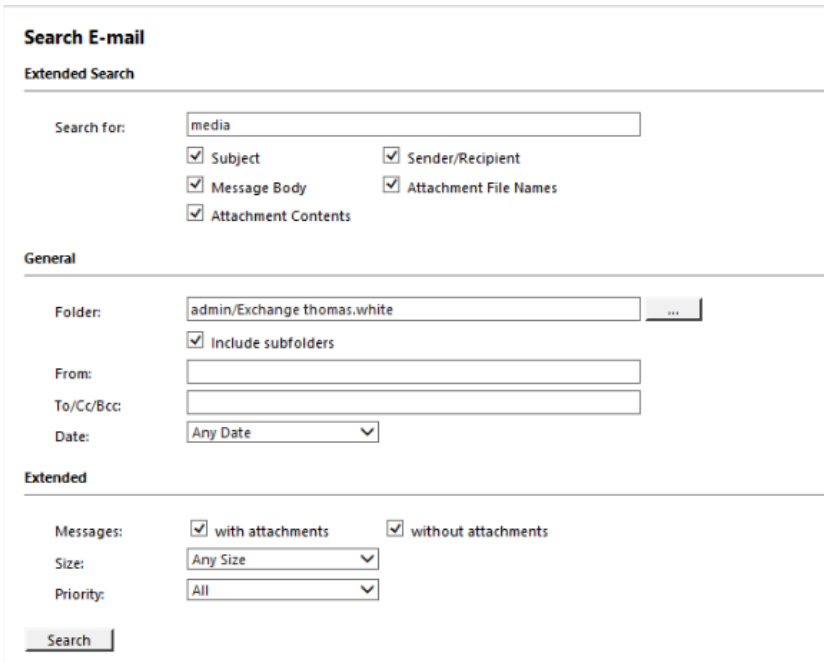 Search E-mail
Extended Search
Search for: media
Subject Sender/Recipient
Message Body Attachment File Names
Attachment Contents
General
Folder: admin/Exchange thomas.white ...
Include subfolders
From:
To/Cc/Bcc:
Date: Any Date
Extended
Messages: with attachments without attachments
Size: Any Size
Priority: All
Search